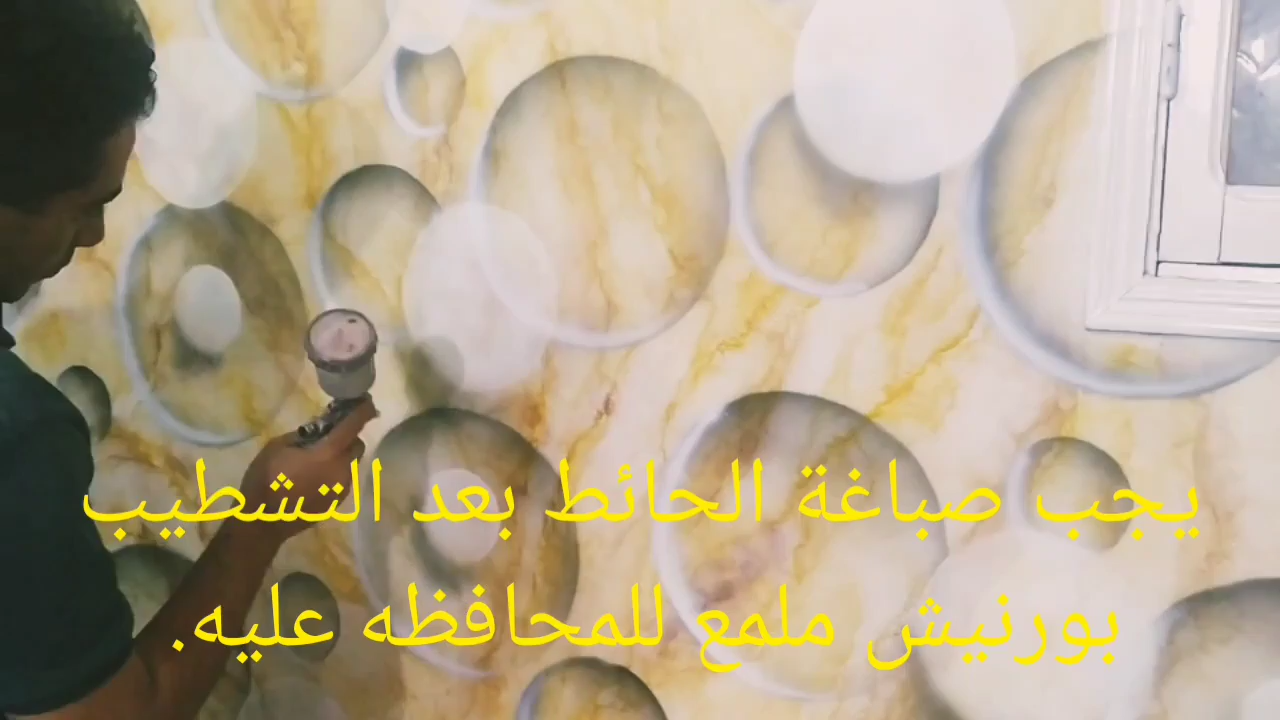 يجب صباغة الحائط بعد التشطيب
بورنيش ملمع للمحافظه عليه.